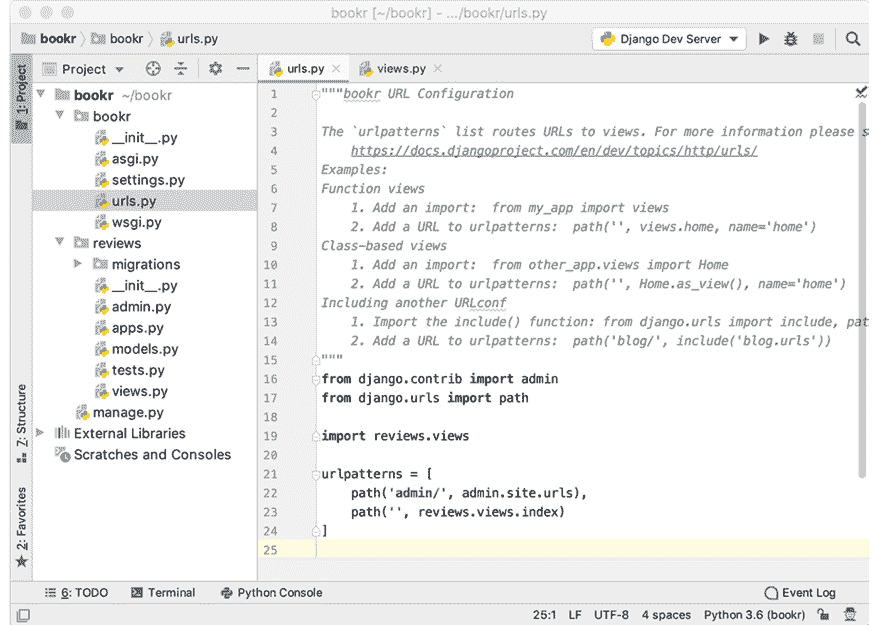 bookr [~/bookr] - .../bookr/urls.py
bookr bookr urls.py
Django Dev Server
1: Project
7: Structure
2: Favorites
Project
bookr ~/bookr
bookr
__init__.py
asgi.py
settings.py
urls.py
wsgi.py
reviews
migrations
__init__.py
admin.py
apps.py
models.py
tests.py
views.py
manage.py
External Libraries
Scratches and Consoles
urls.py views.py
1 """bookr URL Configuration
2
3 The `urlpatterns` list routes URLs to views. For more information please s
4     https://docs.djangoproject.com/en/dev/topics/http/urls/
5 Examples:
6 Function views
7     1. Add an import:  from my_app import views
8     2. Add a URL to urlpatterns:  path('', views.home, name='home')
9 Class-based views
10     1. Add an import:  from other_app.views import Home
11     2. Add a URL to urlpatterns:  path('', Home.as_view(), name='home')
12 Including another URLconf
13     1. Import the include() function: from django.urls import include, pat
14     2. Add a URL to urlpatterns:  path('blog/', include('blog.urls'))
15 """
16 from django.contrib import admin
17 from django.urls import path
18
19 import reviews.views
20
21 urlpatterns = [
22     path('admin/', admin.site.urls),
23     path('', reviews.views.index)
24 ]
25
6: TODO Terminal Python Console Event Log
25:1 LF UTF-8 4 spaces Python 3.6 (bookr)